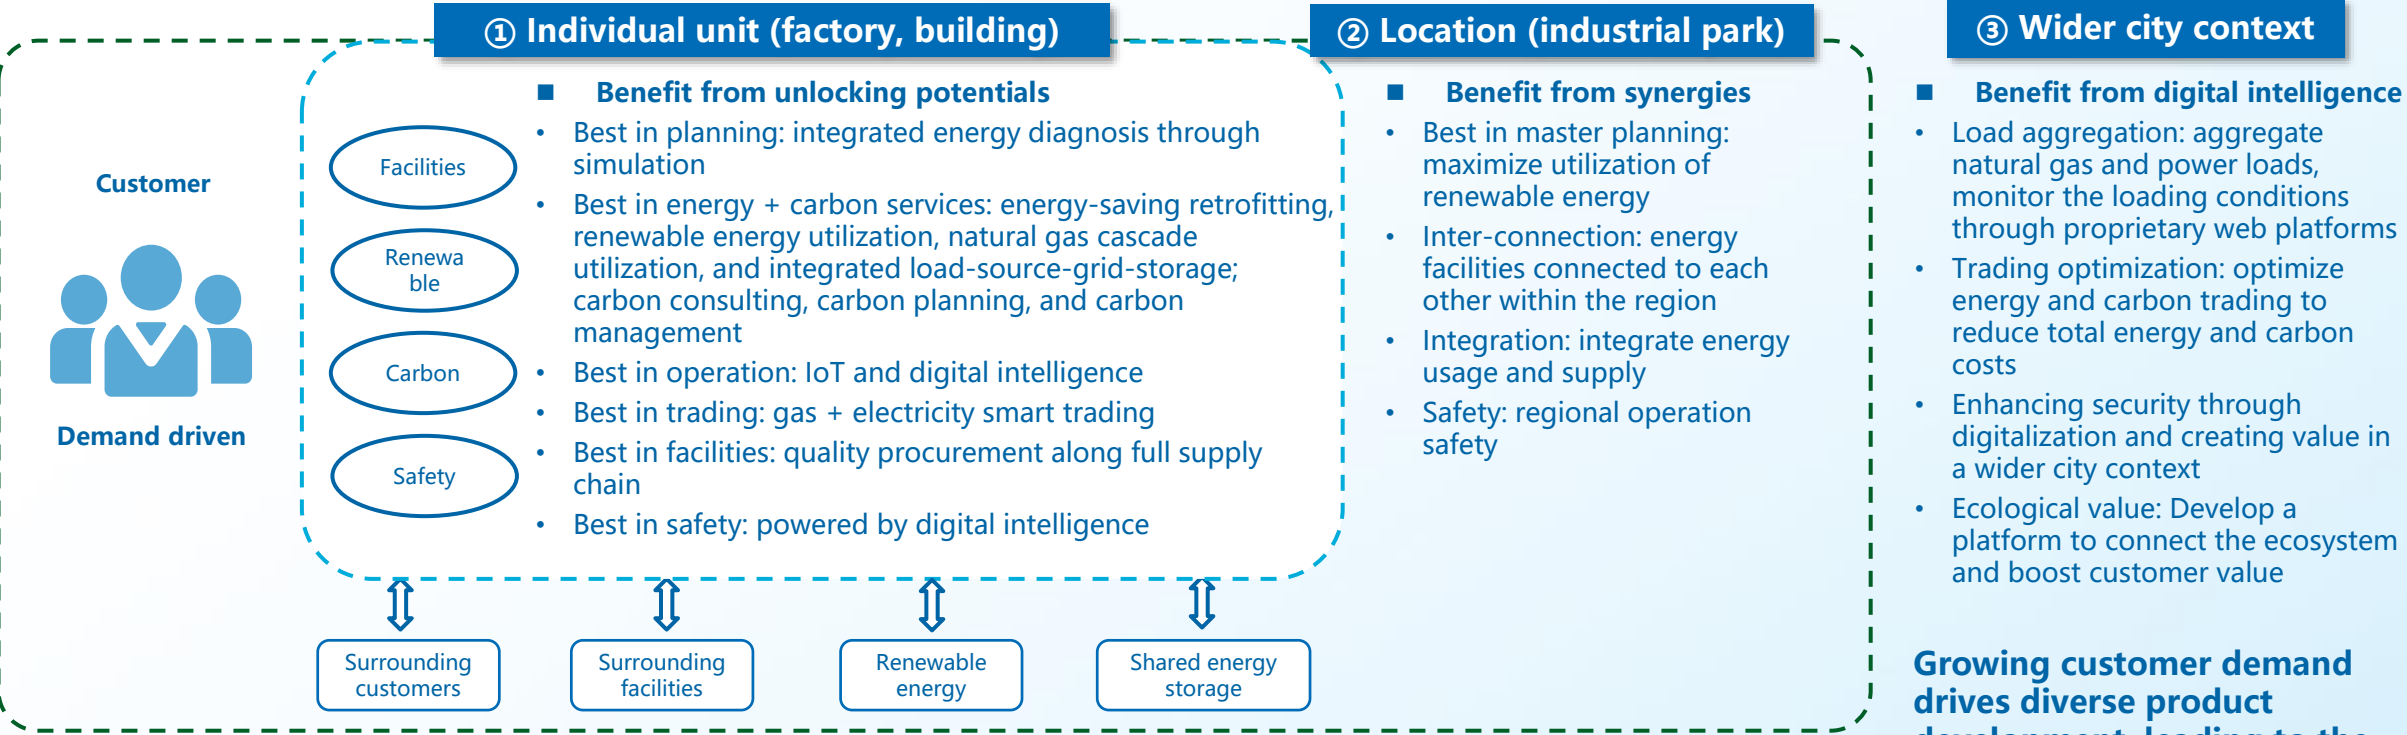 ① Individual unit (factory, building)
② Location (industrial park)
③ Wider city context
Customer
Demand driven
Facilities
Renewa
ble
Carbon
Safety
■ Benefit from unlocking potentials
• Best in planning: integrated energy diagnosis through
simulation
• Best in energy + carbon services: energy-saving retrofitting,
renewable energy utilization, natural gas cascade
utilization, and integrated load-source-grid-storage;
carbon consulting, carbon planning, and carbon
management
• Best in operation: IoT and digital intelligence
• Best in trading: gas + electricity smart trading
• Best in facilities: quality procurement along full supply
chain
• Best in safety: powered by digital intelligence
Surrounding
customers
Surrounding
facilities
Renewable
energy
Shared energy
storage
■ Benefit from synergies
• Best in master planning:
maximize utilization of
renewable energy
• Inter-connection: energy
facilities connected to each
other within the region
• Integration: integrate energy
usage and supply
• Safety: regional operation
safety
■ Benefit from digital intelligence
• Load aggregation: aggregate
natural gas and power loads,
monitor the loading conditions
through proprietary web platforms
• Trading optimization: optimize
energy and carbon trading to
reduce total energy and carbon
costs
• Enhancing security through
digitalization and creating value in
a wider city context
• Ecological value: Develop a
platform to connect the ecosystem
and boost customer value
Growing customer demand
drives diverse product
development, leading to the